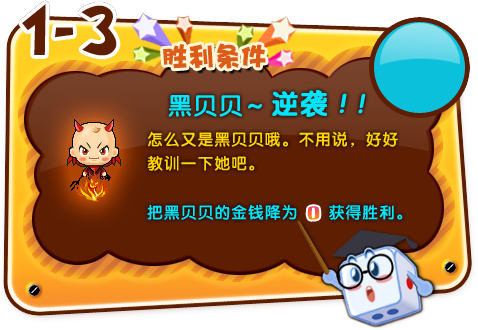 1-3
胜利条件
黑贝贝~逆袭!!
怎么又是黑贝贝哦。不用说，好好
教训一下她吧。
把黑贝贝的金钱降为 0 获得胜利。